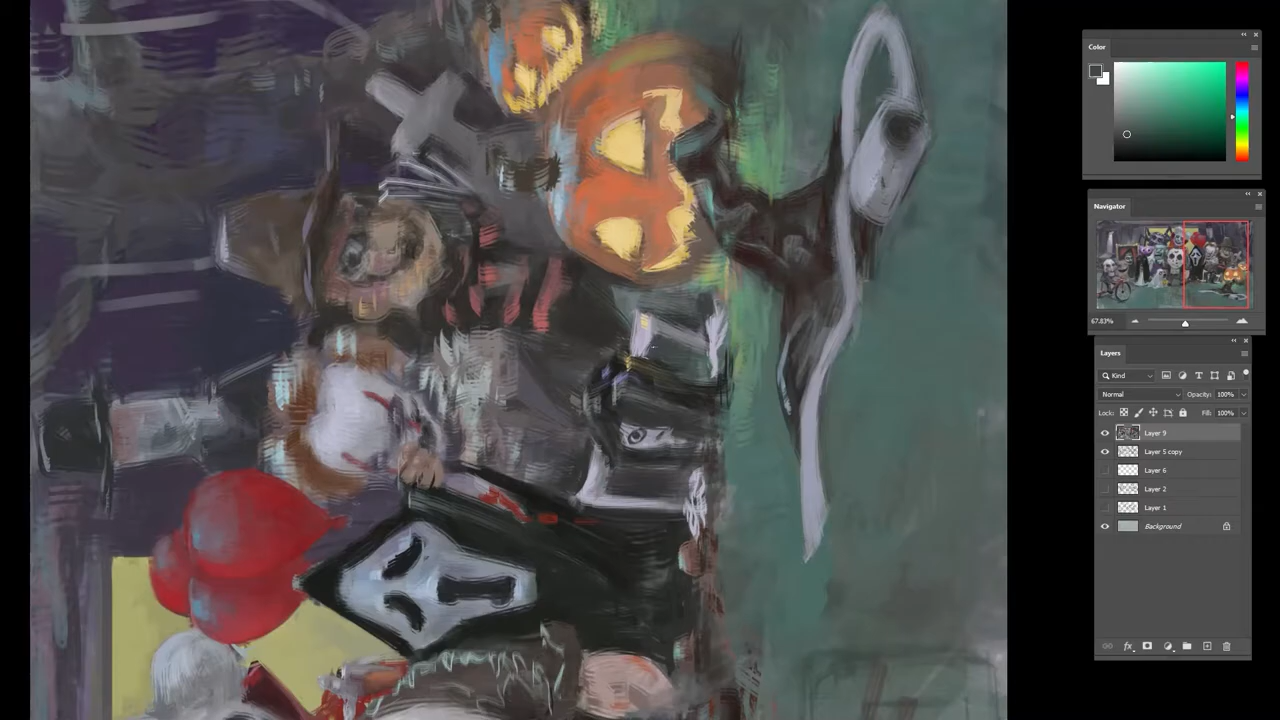 Color
Navigator
67.83%
Layers
Kind
Normal
Opacity: 100%
Lock:
Fill: 100%
Layer 9
Layer 5 copy
Layer 6
Layer 2
Layer 1
Background
fx